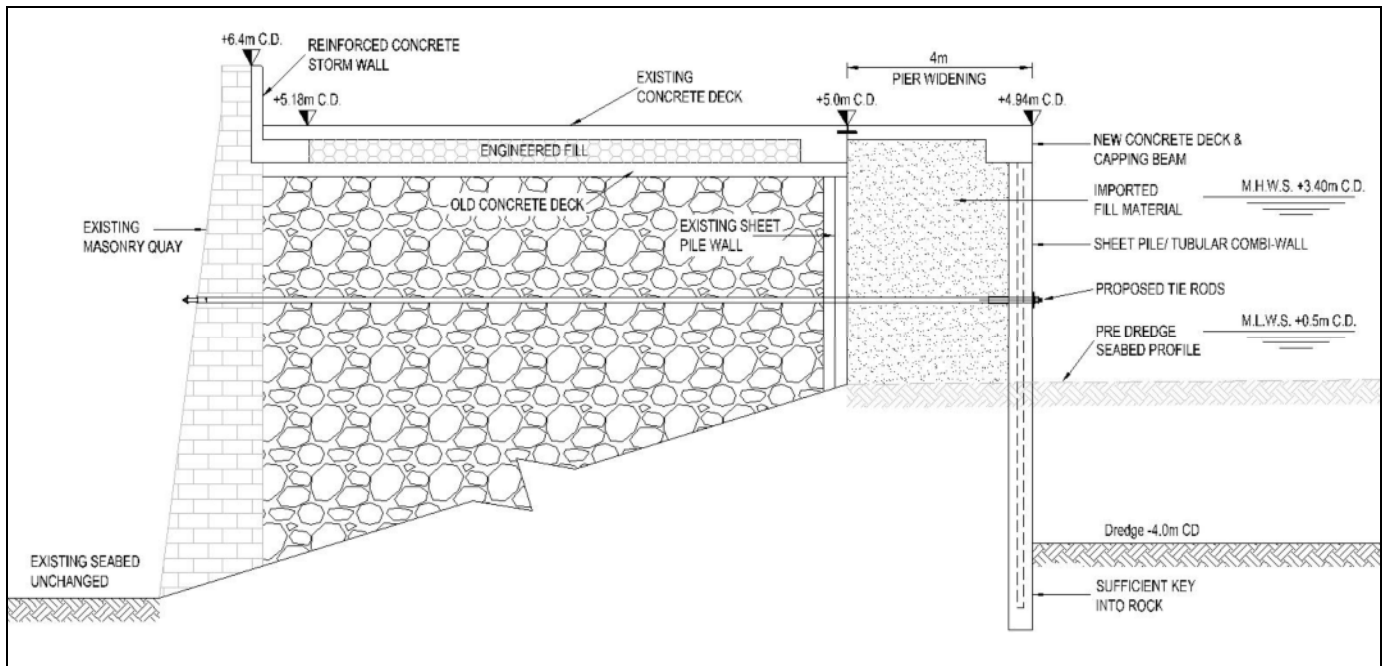 +6.4m C.D.
REINFORCED CONCRETE
STORM WALL
+5.18m C.D.
EXISTING
CONCRETE DECK
4m
PIER WIDENING
+5.0m C.D.
+4.94m C.D.
ENGINEERED FILL
NEW CONCRETE DECK &
CAPPING BEAM
OLD CONCRETE DECK
IMPORTED
FILL MATERIAL
M.H.W.S. +3.40m C.D.
EXISTING
MASONRY QUAY
EXISTING SHEET
PILE WALL
SHEET PILE/ TUBULAR COMBI-WALL
PROPOSED TIE RODS
M.L.W.S. +0.5m C.D.
PRE DREDGE
SEABED PROFILE
Dredge -4.0m CD
EXISTING SEABED
UNCHANGED
SUFFICIENT KEY
INTO ROCK